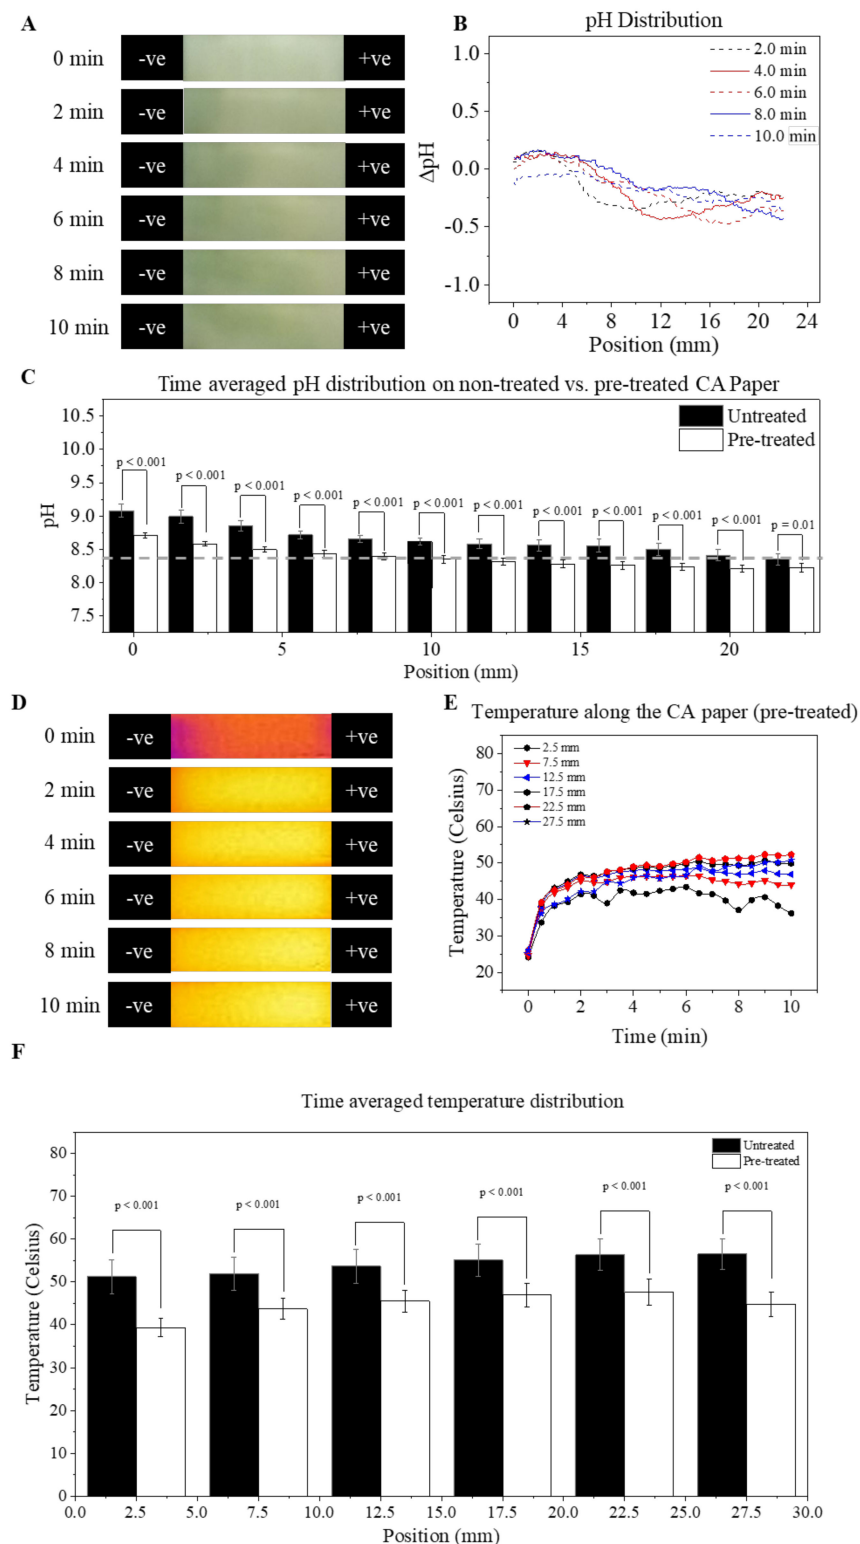 A
0 min
-ve
+ve
2 min
-ve
+ve
4 min
-ve
+ve
6 min
-ve
+ve
8 min
-ve
+ve
10 min
-ve
+ve
B
pH Distribution
1.0
0.5
0.0
-0.5
-1.0
ΔpH
2.0 min
4.0 min
6.0 min
8.0 min
10.0 min
0 4 8 12 16 20 24
Position (mm)
C
Time averaged pH distribution on non-treated vs. pre-treated CA Paper
10.5
10.0
9.5
9.0
8.5
8.0
7.5
pH
Untreated
Pre-treated
p < 0.001
p < 0.001
p < 0.001
p < 0.001
p < 0.001
p < 0.001
p < 0.001
p < 0.001
p < 0.001
p < 0.001
p < 0.001
p = 0.01
0 5 10 15 20
Position (mm)
D
0 min
-ve
+ve
2 min
-ve
+ve
4 min
-ve
+ve
6 min
-ve
+ve
8 min
-ve
+ve
10 min
-ve
+ve
E
Temperature along the CA paper (pre-treated)
80
70
60
50
40
30
20
Temperature (Celsius)
2.5 mm
7.5 mm
12.5 mm
17.5 mm
22.5 mm
27.5 mm
0 2 4 6 8 10
Time (min)
F
Time averaged temperature distribution
80
70
60
50
40
30
20
10
0
Temperature (Celsius)
Untreated
Pre-treated
p < 0.001
p < 0.001
p < 0.001
p < 0.001
p < 0.001
p < 0.001
0.0 2.5 5.0 7.5 10.0 12.5 15.0 17.5 20.0 22.5 25.0 27.5 30.0
Position (mm)